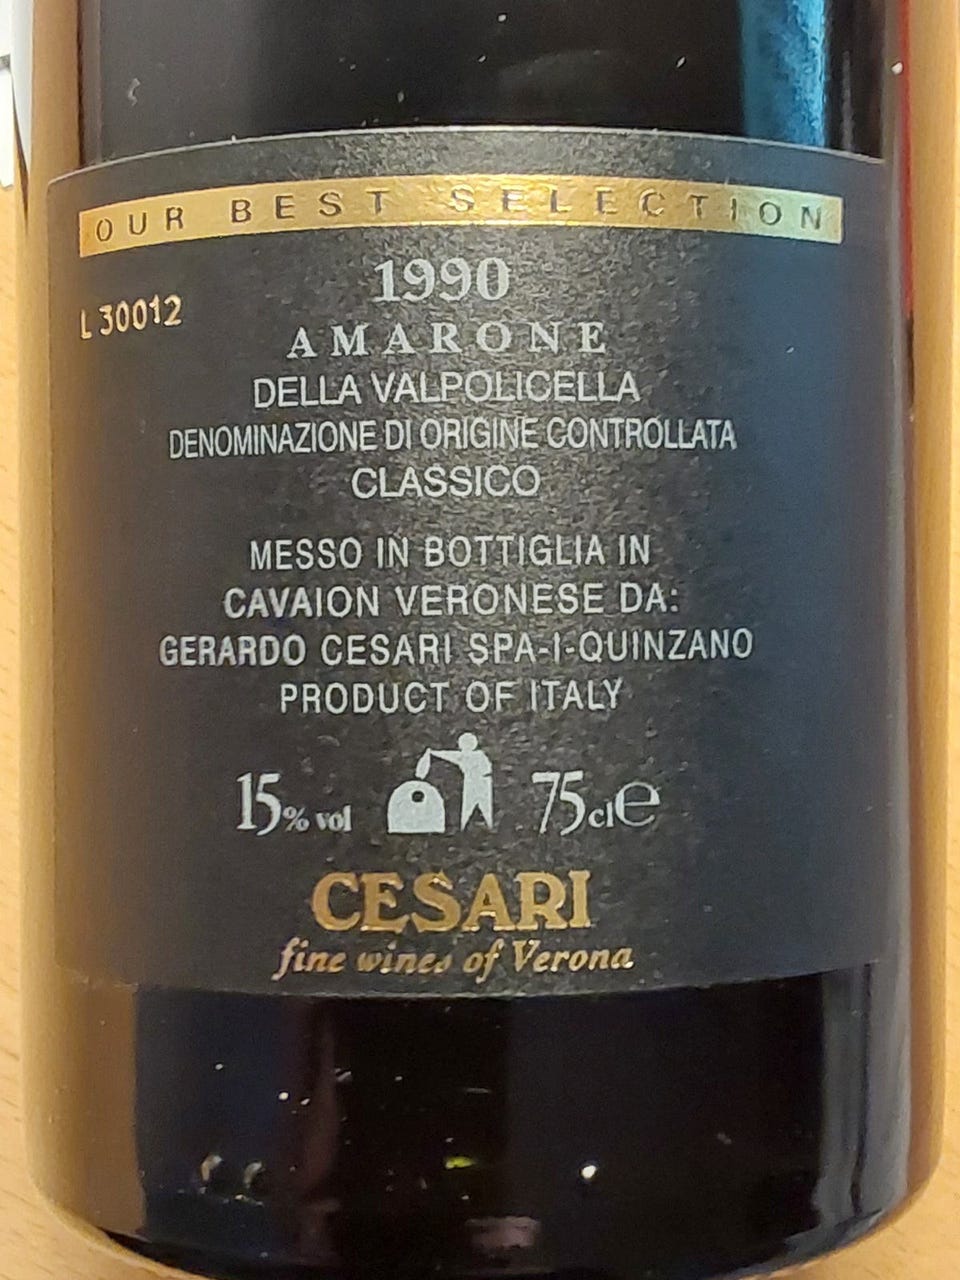 OUR BEST SELECTION
1990
L 30012
AMARONE
DELLA VALPOLICELLA
DENOMINAZIONE DI ORIGINE CONTROLLATA
CLASSICO
MESSO IN BOTTIGLIA IN
CAVAION VERONESE DA:
GERARDO CESARI SPA-I-QUINZANO
PRODUCT OF ITALY
15% vol 75cl e
CESARI
fine wines of Verona